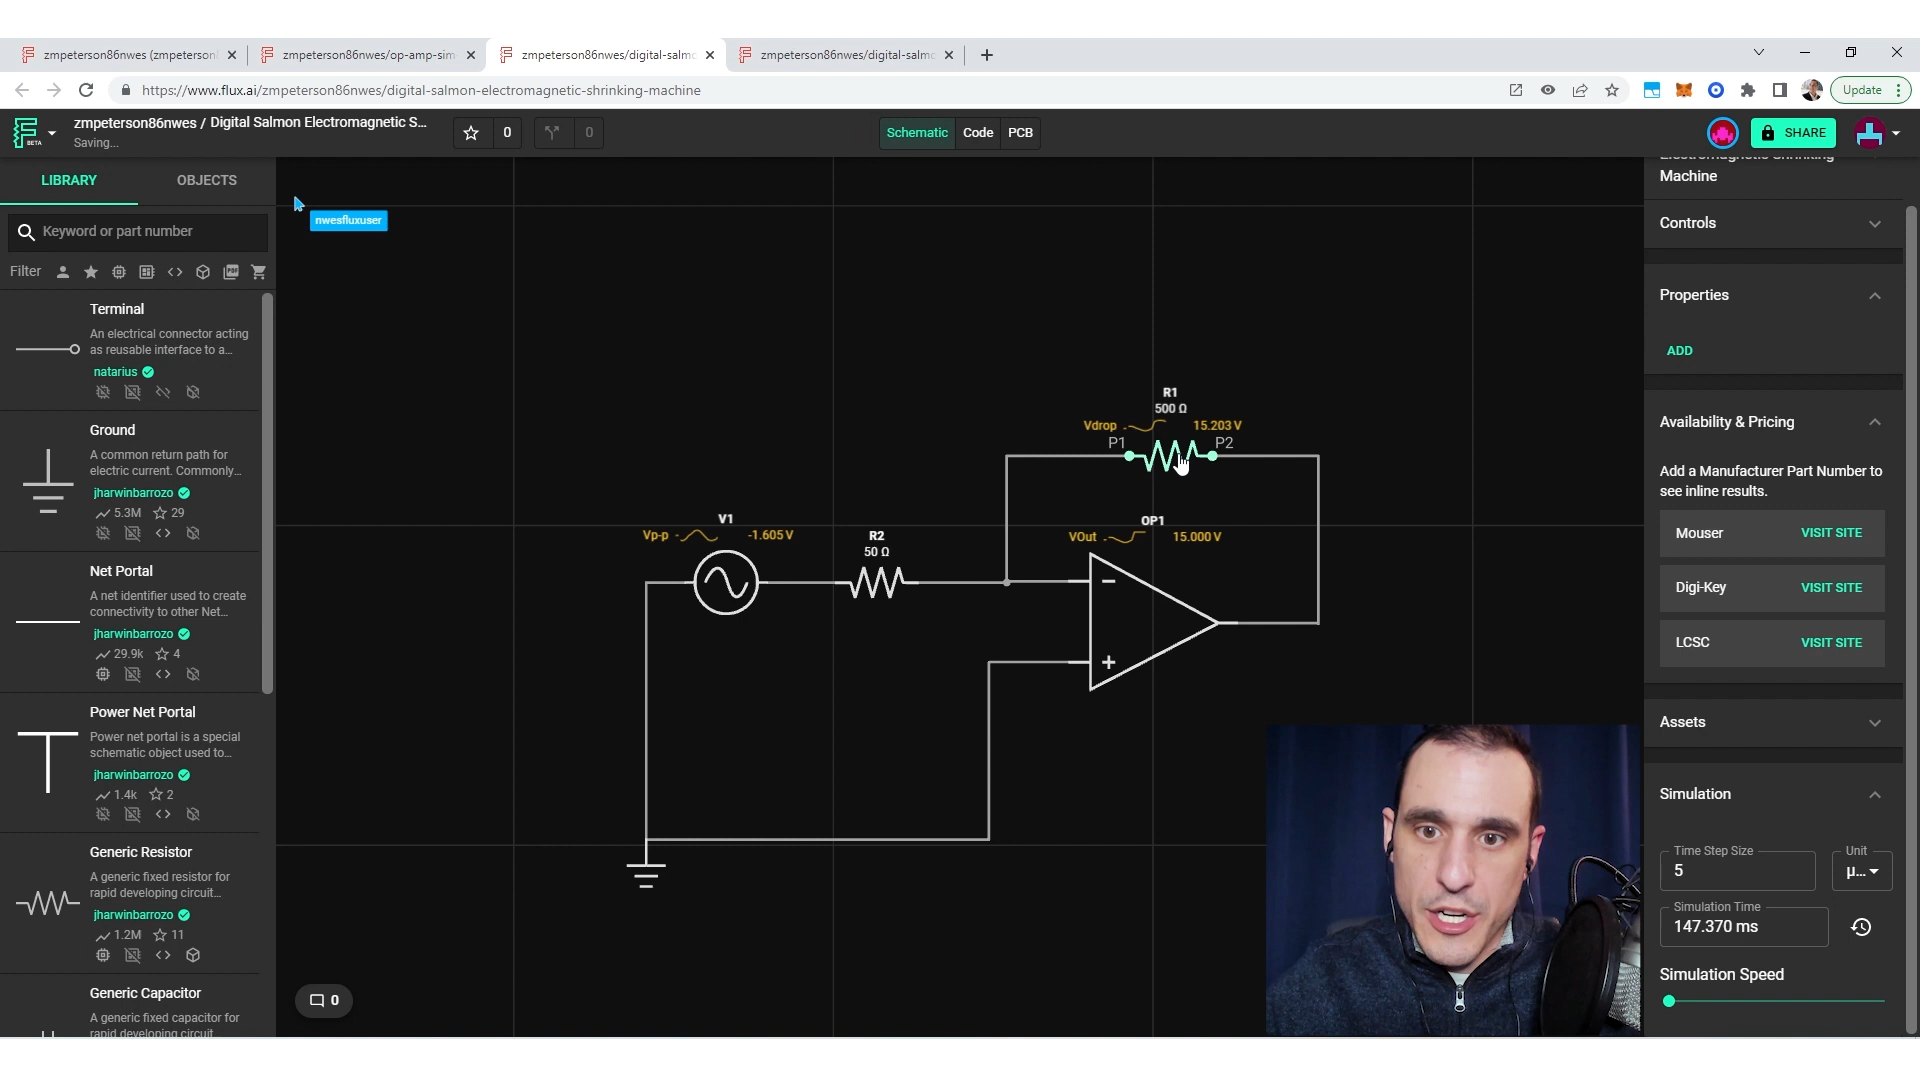 zmpeterson86nwes (zmpeterson
zmpeterson86nwes/op-amp-sim
zmpeterson86nwes/digital-salmo
zmpeterson86nwes/digital-salmo
https://www.flux.ai/zmpeterson86nwes/digital-salmon-electromagnetic-shrinking-machine
Update
BETA
zmpeterson86nwes / Digital Salmon Electromagnetic S...
Saving...
0
0
Schematic
Code
PCB
SHARE
LIBRARY
OBJECTS
Keyword or part number
Filter
Terminal
An electrical connector acting
as reusable interface to a...
natarius
Ground
A common return path for
electric current. Commonly...
jharwinbarrozo
5.3M
29
Net Portal
A net identifier used to create
connectivity to other Net...
jharwinbarrozo
29.9k
4
Power Net Portal
Power net portal is a special
schematic object used to...
jharwinbarrozo
1.4k
2
Generic Resistor
A generic fixed resistor for
rapid developing circuit...
jharwinbarrozo
1.2M
11
Generic Capacitor
A generic fixed capacitor for
rapid developing circuit
nwesfluxuser
R1
500 Ω
Vdrop
15.203 V
P1
P2
V1
Vp-p
-1.605 V
R2
50 Ω
OP1
VOut
15.000 V
−
+
0
Electromagnetic Shrinking
Machine
Controls
Properties
ADD
Availability & Pricing
Add a Manufacturer Part Number to
see inline results.
Mouser
VISIT SITE
Digi-Key
VISIT SITE
LCSC
VISIT SITE
Assets
Simulation
Time Step Size
5
Unit
µ...
Simulation Time
147.370 ms
Simulation Speed